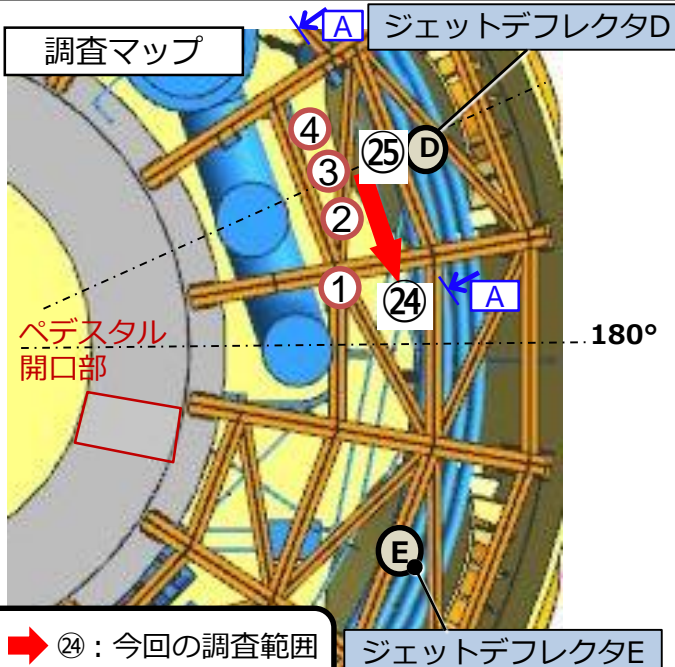 調査マップ
A
ジェットデフレクタD
④
㉕
D
③
②
①
㉔
A
180°
ペデスタル
開口部
E
➡ ㉔：今回の調査範囲
ジェットデフレクタE